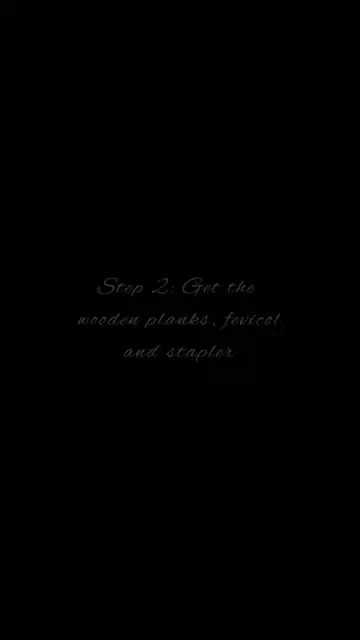 Step 2: Get the
wooden planks, fevicol
and stapler